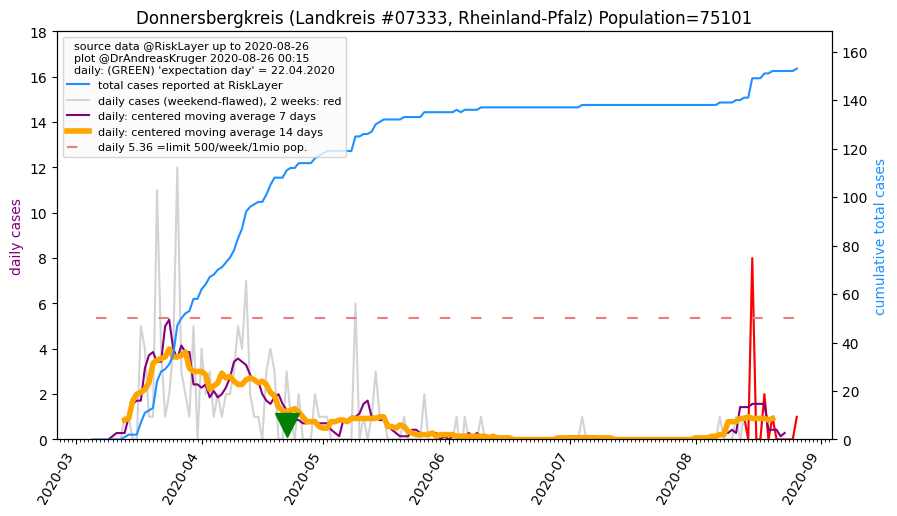 Donnersbergkreis (Landkreis #07333, Rheinland-Pfalz) Population=75101
source data @RiskLayer up to 2020-08-26
plot @DrAndreasKruger 2020-08-26 00:15
daily: (GREEN) 'expectation day' = 22.04.2020
total cases reported at RiskLayer
daily cases (weekend-flawed), 2 weeks: red
daily: centered moving average 7 days
daily: centered moving average 14 days
daily 5.36 =limit 500/week/1mio pop.
daily cases
18
16
14
12
10
8
6
4
2
0
cumulative total cases
160
140
120
100
80
60
40
20
0
2020-03
2020-04
2020-05
2020-06
2020-07
2020-08
2020-09